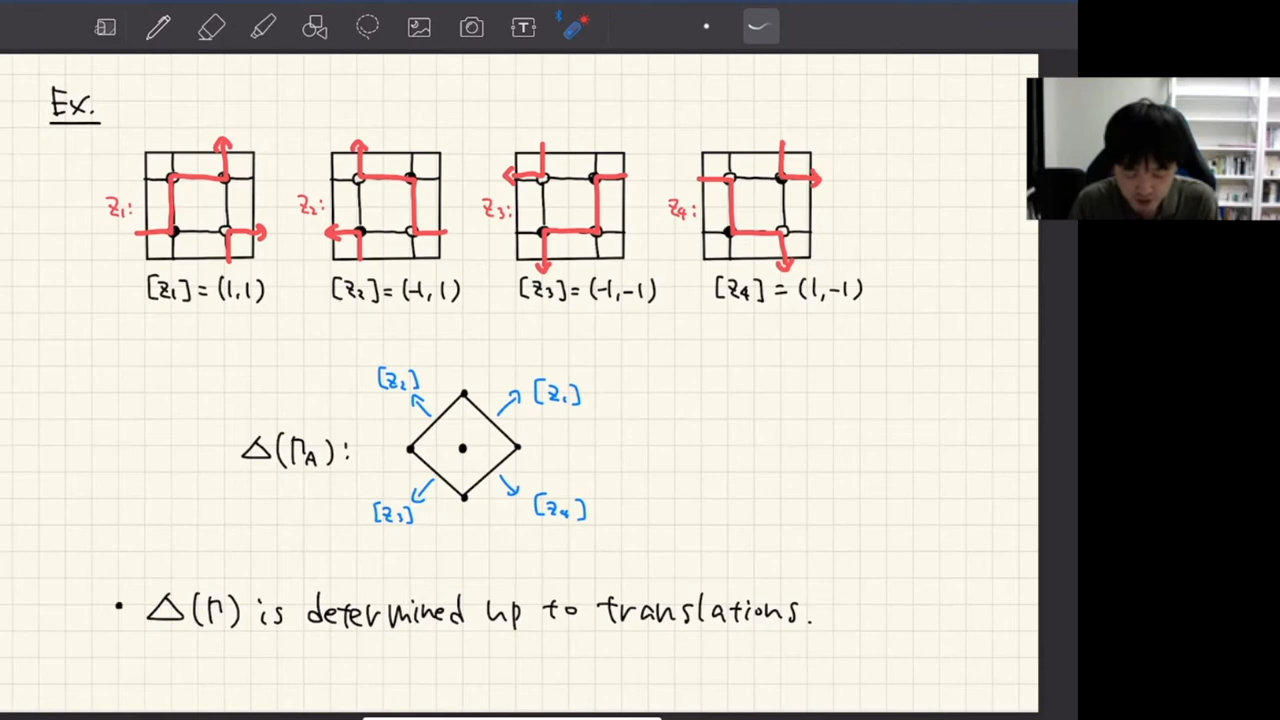 Ex.
z₁:
z₂:
z₃:
z₄:
[z₁] = (1,1)
[z₂] = (-1,1)
[z₃] = (-1,-1)
[z₄] = (1,-1)
[z₂]
[z₁]
Δ(Γ_A):
[z₃]
[z₄]
• Δ(Γ) is determined up to translations.